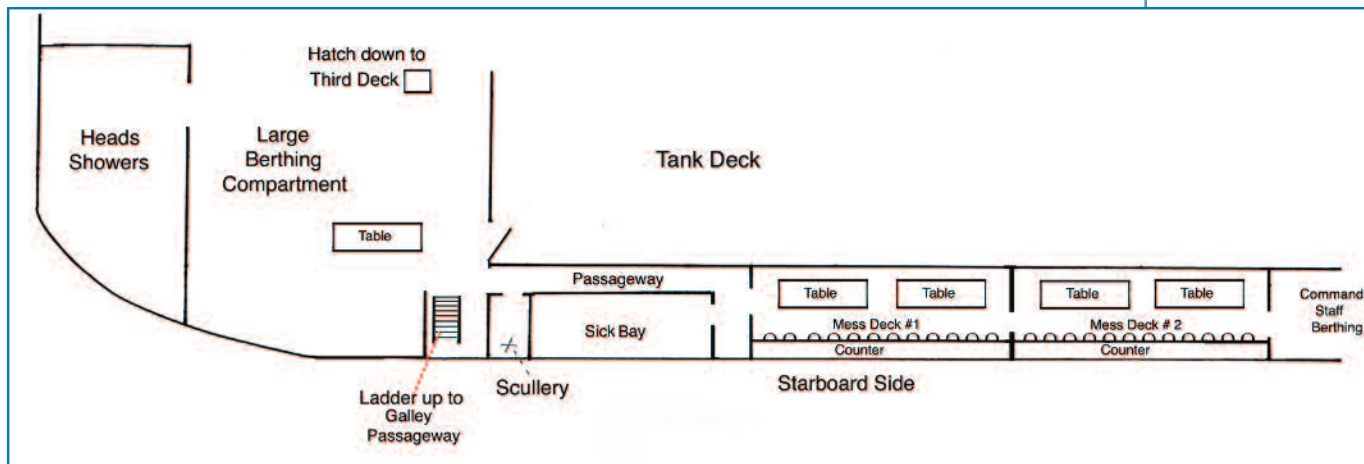 Hatch down to
Third Deck
Heads
Showers
Large
Berthing
Compartment
Tank Deck
Table
Passageway
Table
Table
Table
Table
Command
Staff
Berthing
Sick Bay
Mess Deck #1
Mess Deck # 2
Counter
Counter
Scullery
Starboard Side
Ladder up to
Galley
Passageway